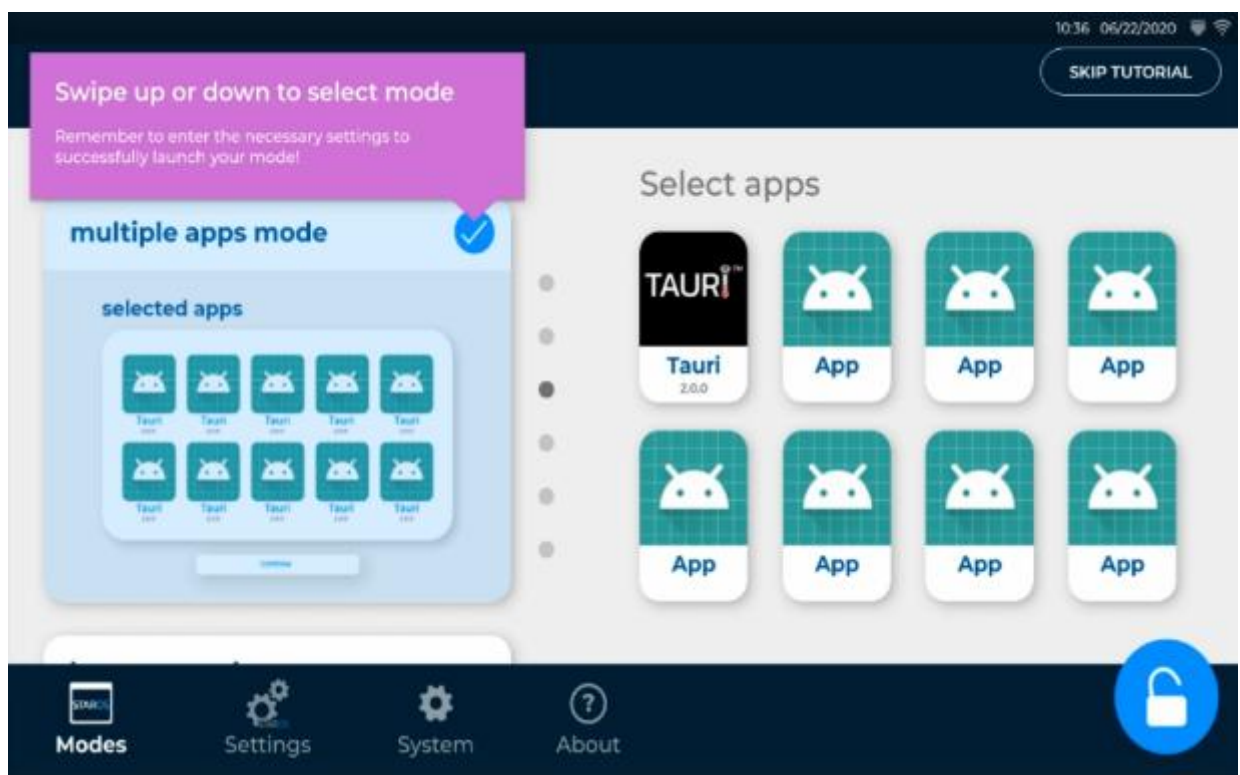 10:36 06/22/2020
SKIP TUTORIAL
Swipe up or down to select mode
Remember to enter the necessary settings to
successfully launch your mode!
multiple apps mode
selected apps
Tauri Tauri Tauri Tauri Tauri
Tauri Tauri Tauri Tauri Tauri
Select apps
TAURI™
Tauri App App App
2.0.0
App App App App
STAROS
Modes Settings System About